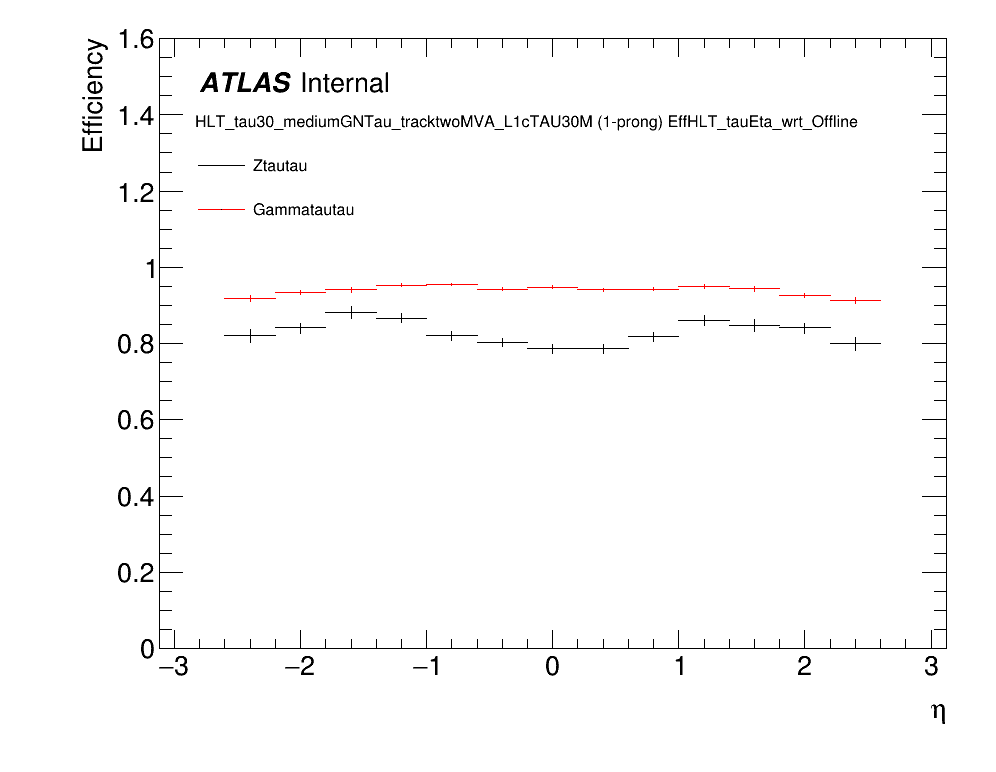 Efficiency
1.6
1.4
1.2
1
0.8
0.6
0.4
0.2
0
ATLAS Internal
HLT_tau30_mediumGNTau_tracktwoMVA_L1cTAU30M (1-prong) EffHLT_tauEta_wrt_Offline
Ztautau
Gammatautau
−3 −2 −1 0 1 2 3
η